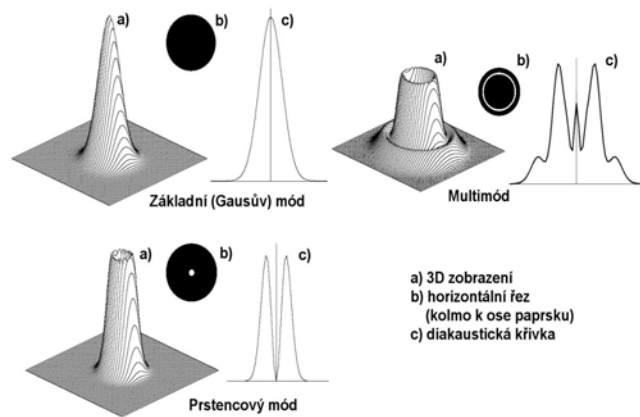 a)
b)
c)
Základní (Gausův) mód
a)
b)
c)
Multimód
a)
b)
c)
Prstencový mód
a) 3D zobrazení
b) horizontální řez
(kolmo k ose paprsku)
c) diakaustická křivka